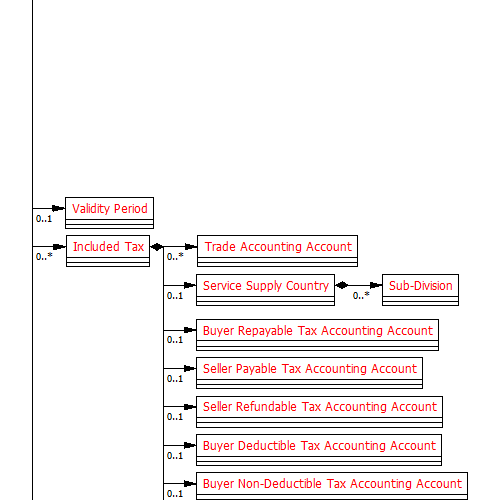 Validity Period
0..1
Included Tax
0..*
Trade Accounting Account
0..*
Service Supply Country
0..1
Sub-Division
0..*
Buyer Repayable Tax Accounting Account
0..1
Seller Payable Tax Accounting Account
0..1
Seller Refundable Tax Accounting Account
0..1
Buyer Deductible Tax Accounting Account
0..1
Buyer Non-Deductible Tax Accounting Account
0..1